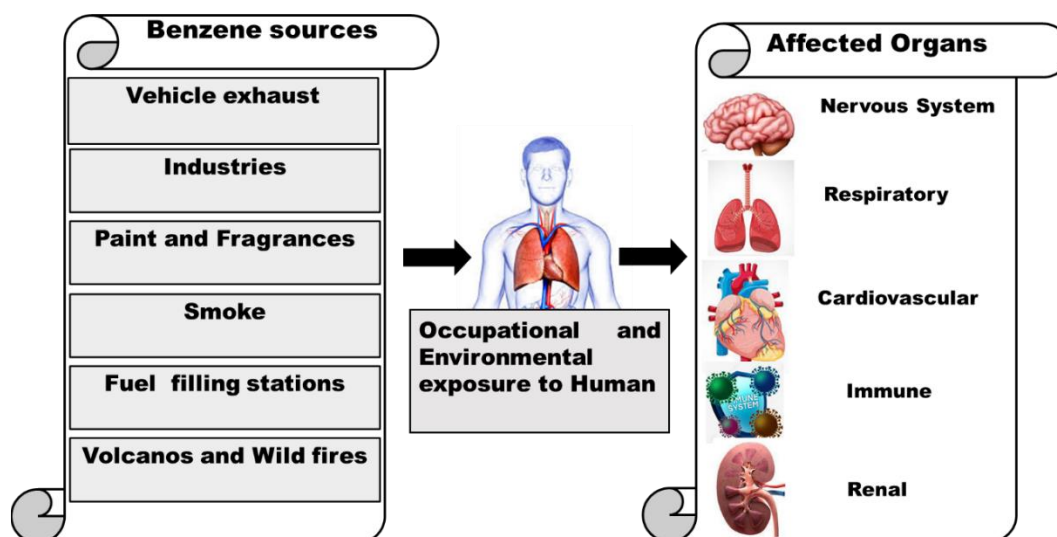 Benzene sources
Vehicle exhaust
Industries
Paint and Fragrances
Smoke
Fuel filling stations
Volcanos and Wild fires
Occupational and
Environmental
exposure to Human
Affected Organs
Nervous System
Respiratory
Cardiovascular
Immune
SYSTEM
Renal